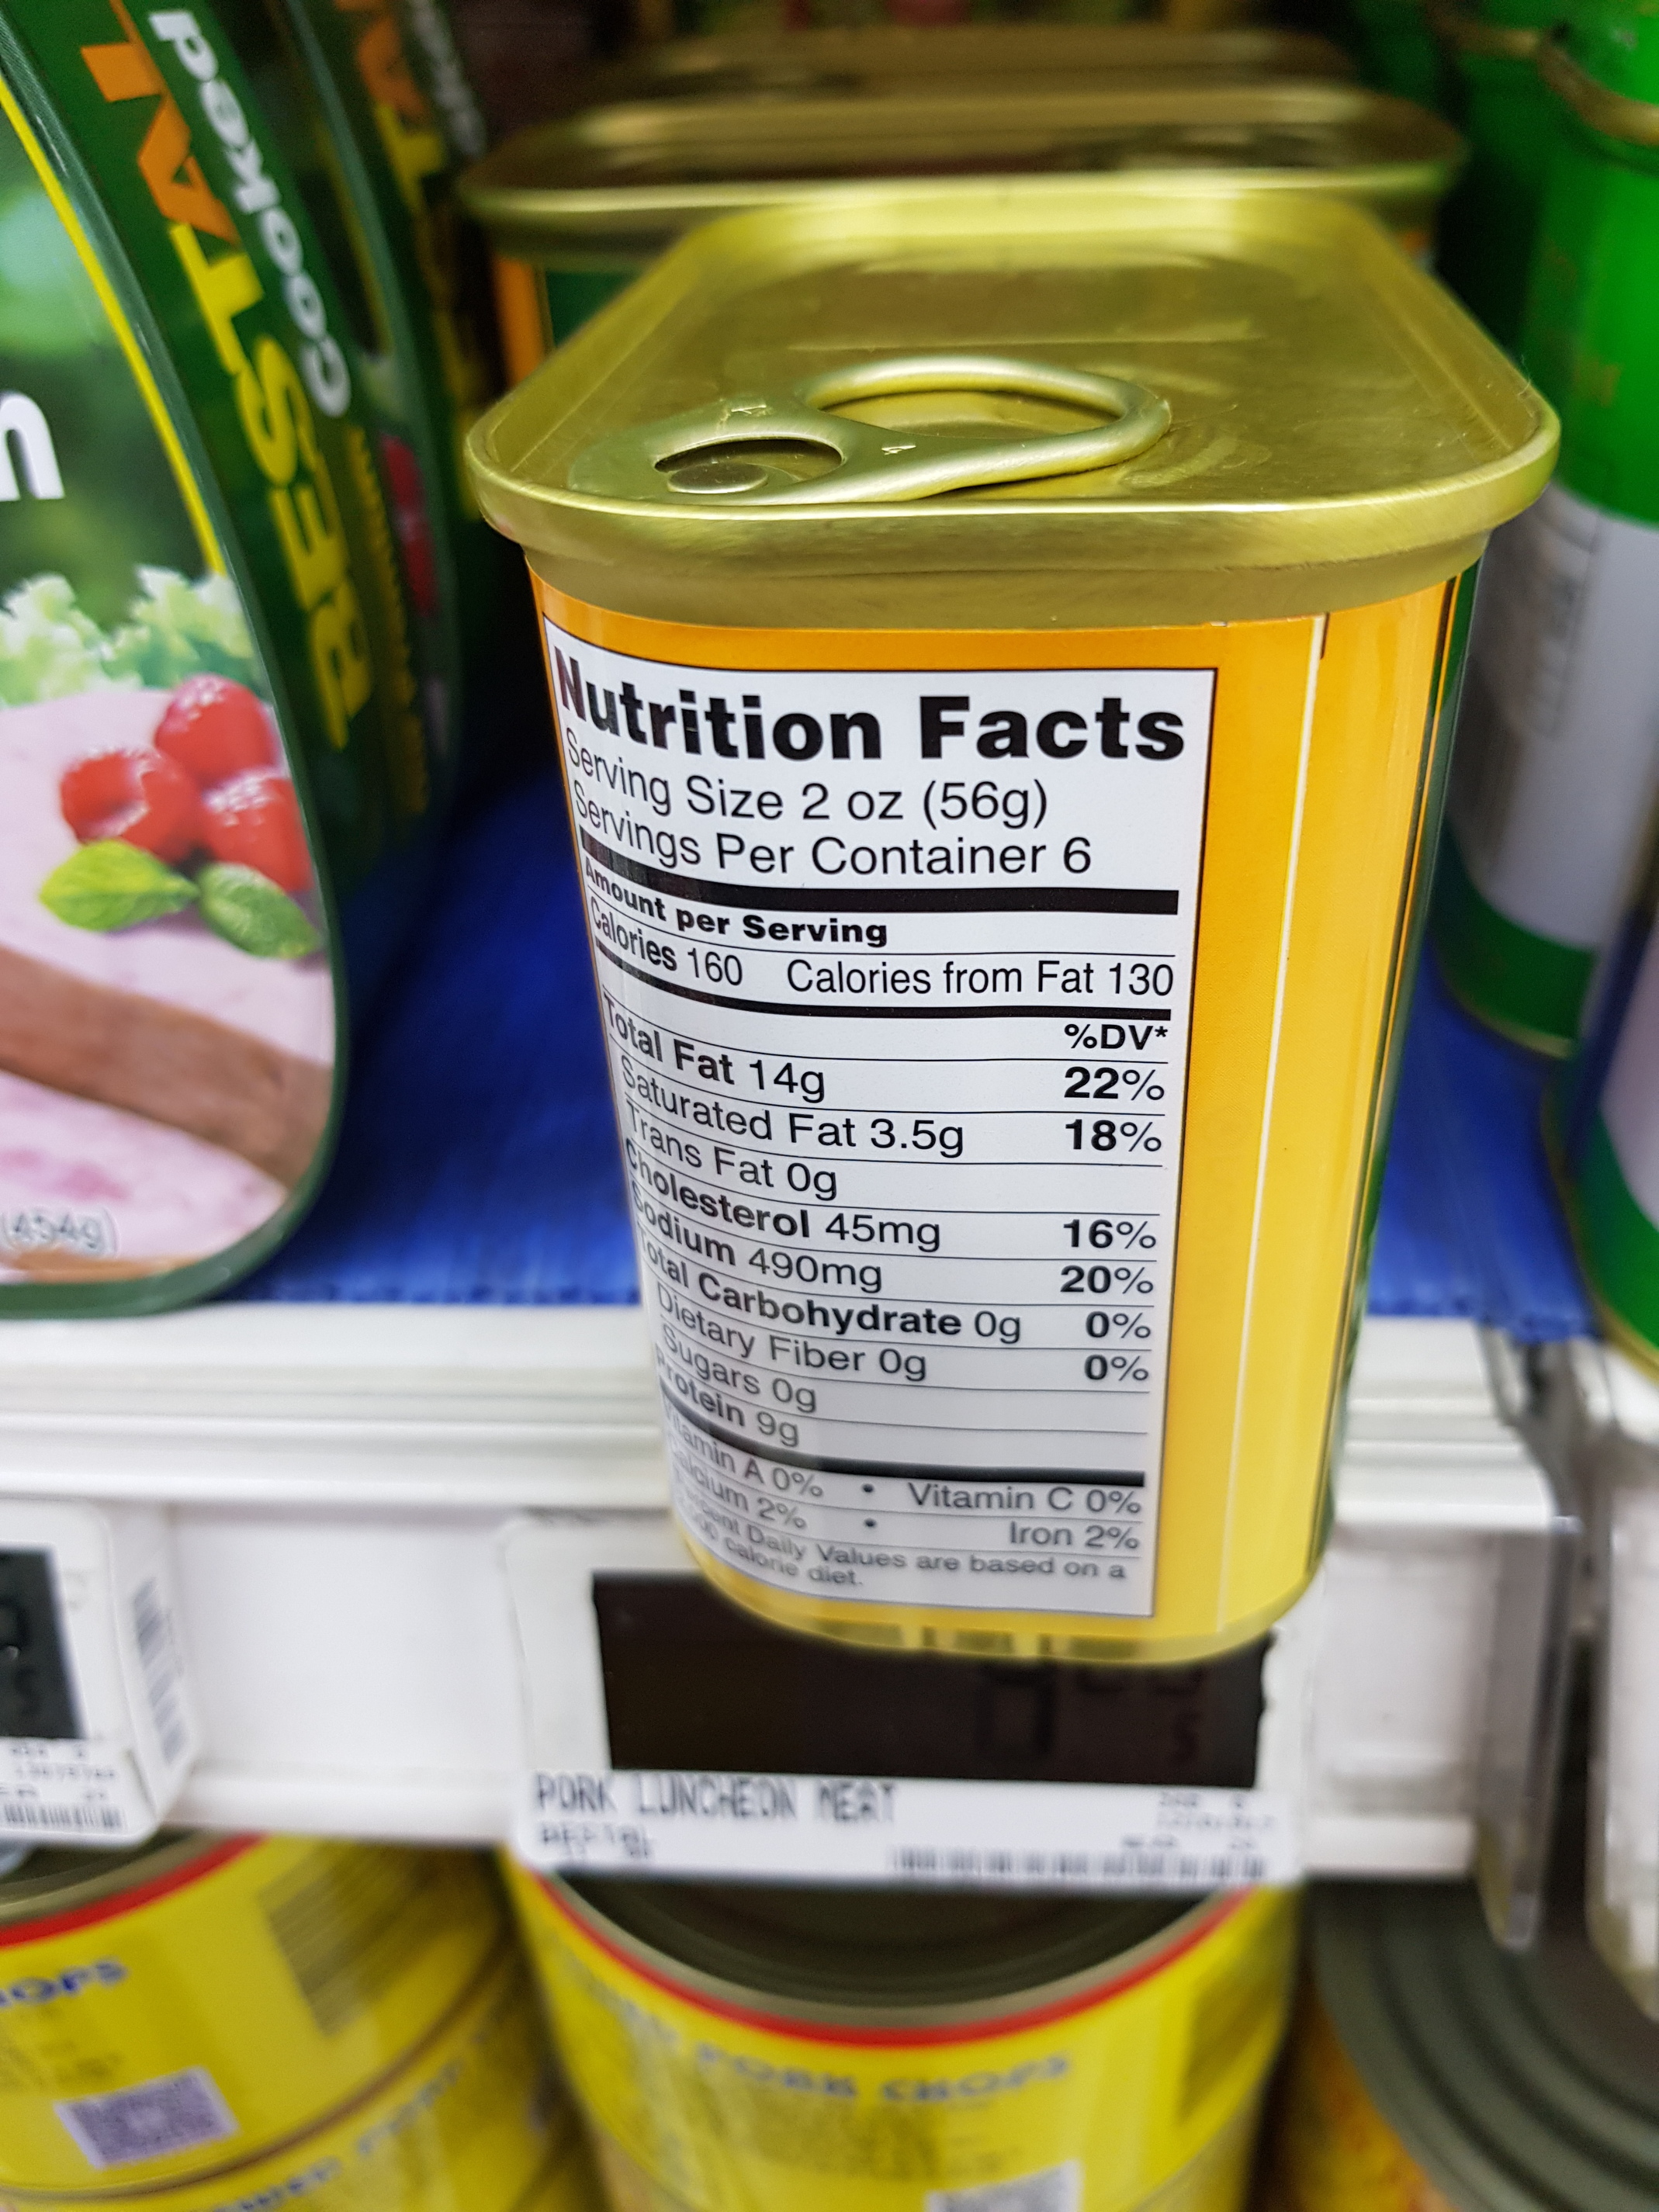 BESTAI
cooked
n
(454g)
Nutrition Facts
Serving Size 2 oz (56g)
Servings Per Container 6
Amount per Serving
Calories 160 Calories from Fat 130
%DV*
Total Fat 14g 22%
Saturated Fat 3.5g 18%
Trans Fat 0g
Cholesterol 45mg 16%
Sodium 490mg 20%
Total Carbohydrate 0g 0%
Dietary Fiber 0g 0%
Sugars 0g
Protein 9g
Vitamin A 0% • Vitamin C 0%
Calcium 2% • Iron 2%
Daily Values are based on a
calorie diet.
PORK LUNCHEON MEAT
PORK CHOPS